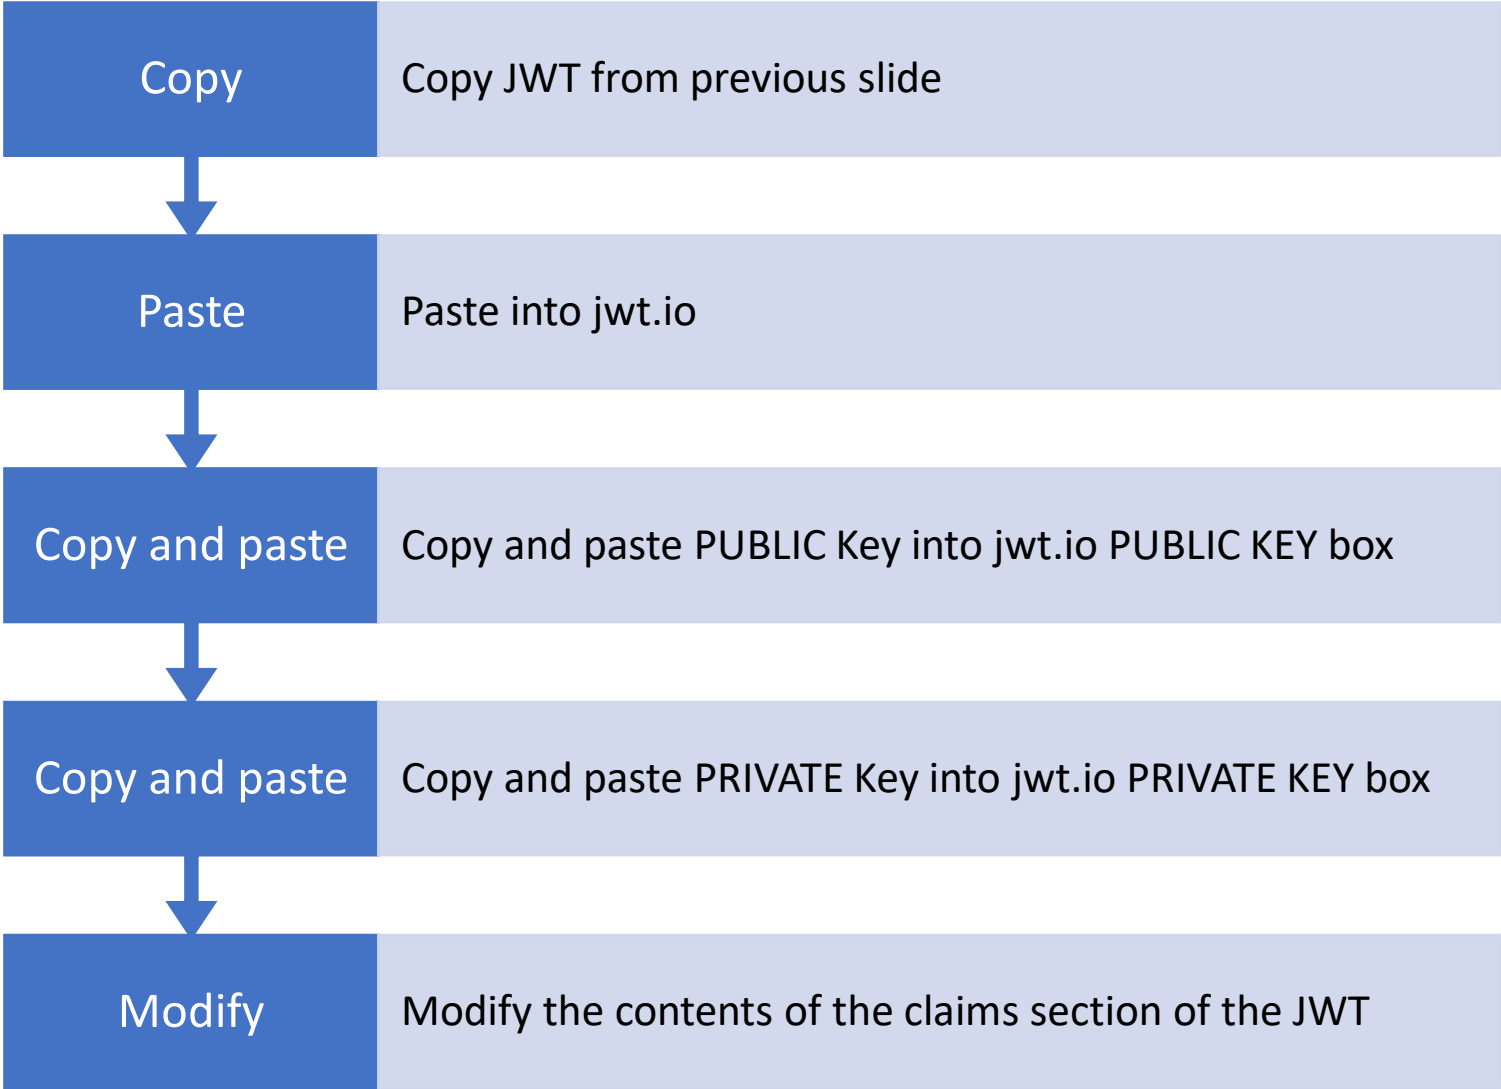 Copy
Copy JWT from previous slide
Paste
Paste into jwt.io
Copy and paste
Copy and paste PUBLIC Key into jwt.io PUBLIC KEY box
Copy and paste
Copy and paste PRIVATE Key into jwt.io PRIVATE KEY box
Modify
Modify the contents of the claims section of the JWT